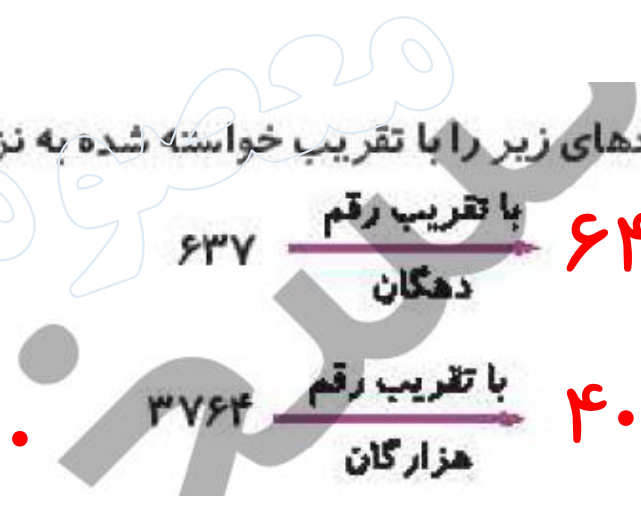 دهای زیر را با تقریب خواسته شده به نز
۶۳۷ با تقریب رقم دهگان ۶۴
۳۷۶۴ با تقریب رقم هزارگان ۴۰